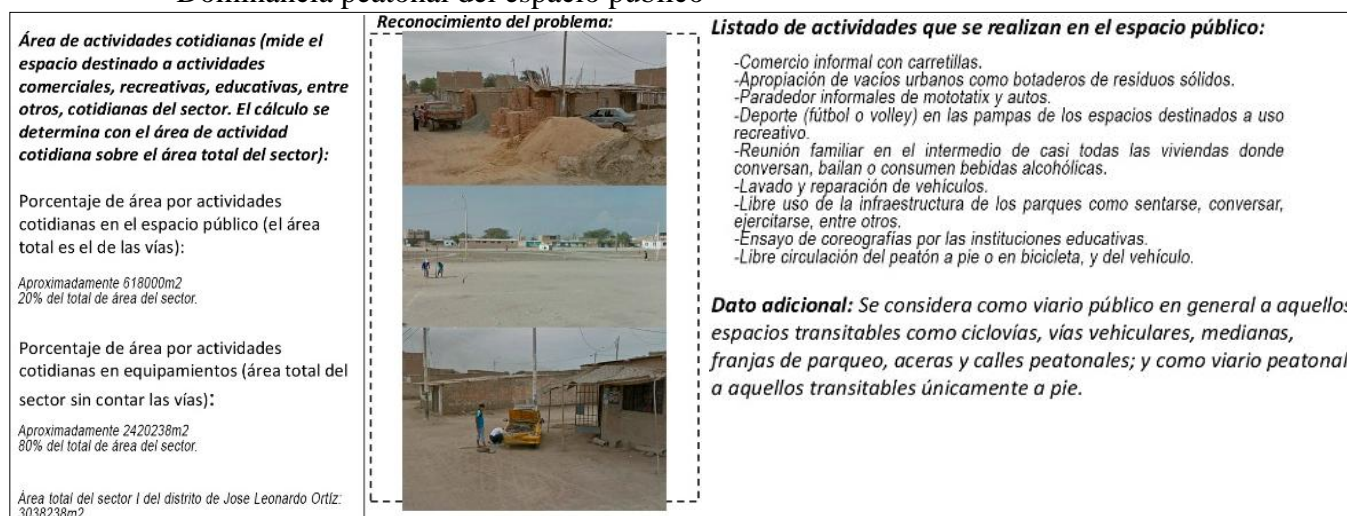 Dominancia peatonal del espacio público
Área de actividades cotidianas (mide el
espacio destinado a actividades
comerciales, recreativas, educativas, entre
otros, cotidianas del sector. El cálculo se
determina con el área de actividad
cotidiana sobre el área total del sector):
Porcentaje de área por actividades
cotidianas en el espacio público (el área
total es el de las vías):
Aproximadamente 618000m2
20% del total de área del sector.
Porcentaje de área por actividades
cotidianas en equipamientos (área total del
sector sin contar las vías):
Aproximadamente 2420238m2
80% del total de área del sector.
Área total del sector I del distrito de Jose Leonardo Ortíz:
3038238m2
Reconocimiento del problema:
Listado de actividades que se realizan en el espacio público:
-Comercio informal con carretillas.
-Apropiación de vacíos urbanos como botaderos de residuos sólidos.
-Paradedor informales de mototatix y autos.
-Deporte (fútbol o volley) en las pampas de los espacios destinados a uso
recreativo.
-Reunión familiar en el intermedio de casi todas las viviendas donde
conversan, bailan o consumen bebidas alcohólicas.
-Lavado y reparación de vehículos.
-Libre uso de la infraestructura de los parques como sentarse, conversar,
ejercitarse, entre otros.
-Ensayo de coreografías por las instituciones educativas.
-Libre circulación del peatón a pie o en bicicleta, y del vehículo.
Dato adicional: Se considera como viario público en general a aquellos
espacios transitables como ciclovías, vías vehiculares, medianas,
franjas de parqueo, aceras y calles peatonales; y como viario peatonal
a aquellos transitables únicamente a pie.